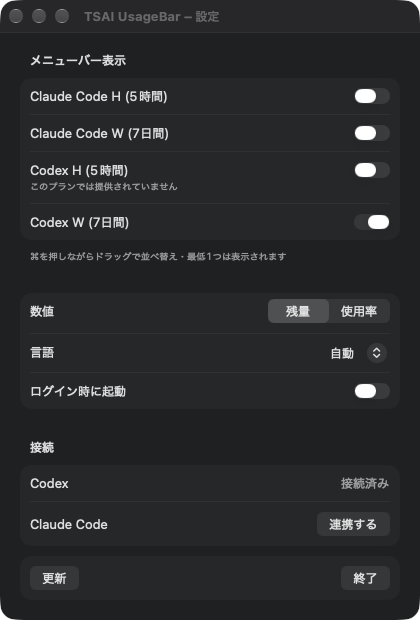 TSAI UsageBar – 設定
メニューバー表示
Claude Code H (5時間)
Claude Code W (7日間)
Codex H (5時間)
このプランでは提供されていません
Codex W (7日間)
⌘を押しながらドラッグで並べ替え・最低1つは表示されます
数値
残量
使用率
言語
自動
ログイン時に起動
接続
Codex
接続済み
Claude Code
連携する
更新
終了